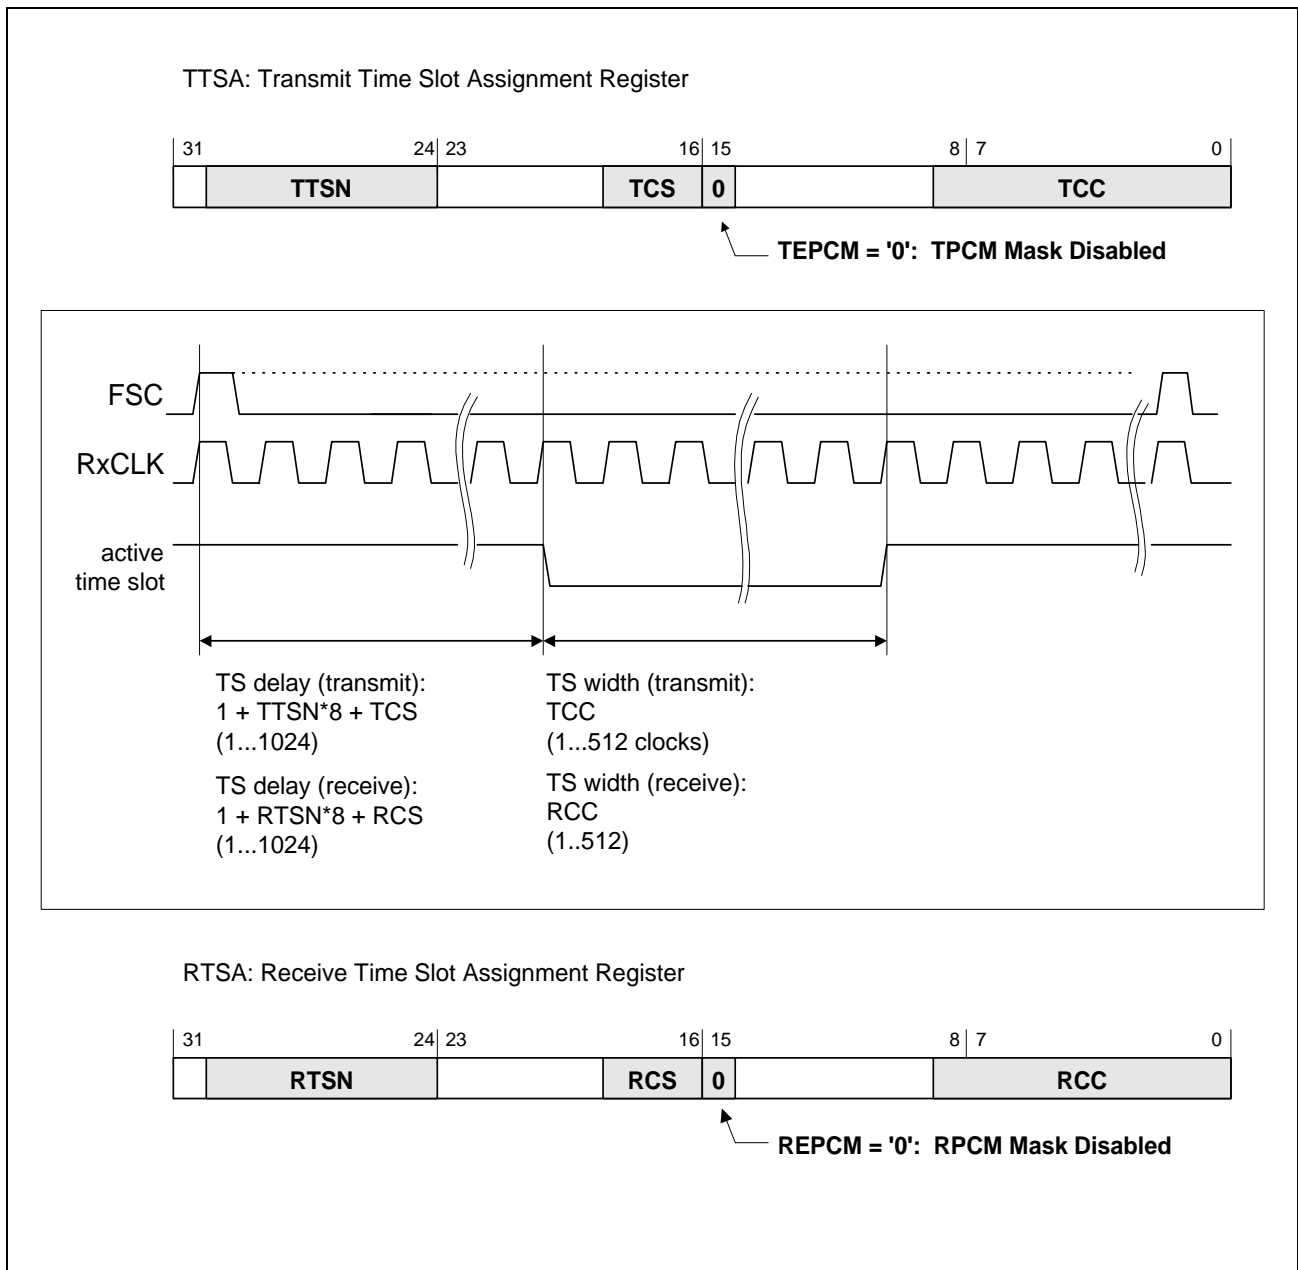 TTSA: Transmit Time Slot Assignment Register
31 24 23 16 15 8 7 0
TTSN TCS 0 TCC
TEPCM = '0': TPCM Mask Disabled
FSC
RxCLK
active
time slot
TS delay (transmit):
1 + TTSN*8 + TCS
(1...1024)
TS delay (receive):
1 + RTSN*8 + RCS
(1...1024)
TS width (transmit):
TCC
(1...512 clocks)
TS width (receive):
RCC
(1..512)
RTSA: Receive Time Slot Assignment Register
31 24 23 16 15 8 7 0
RTSN RCS 0 RCC
REPCM = '0': RPCM Mask Disabled